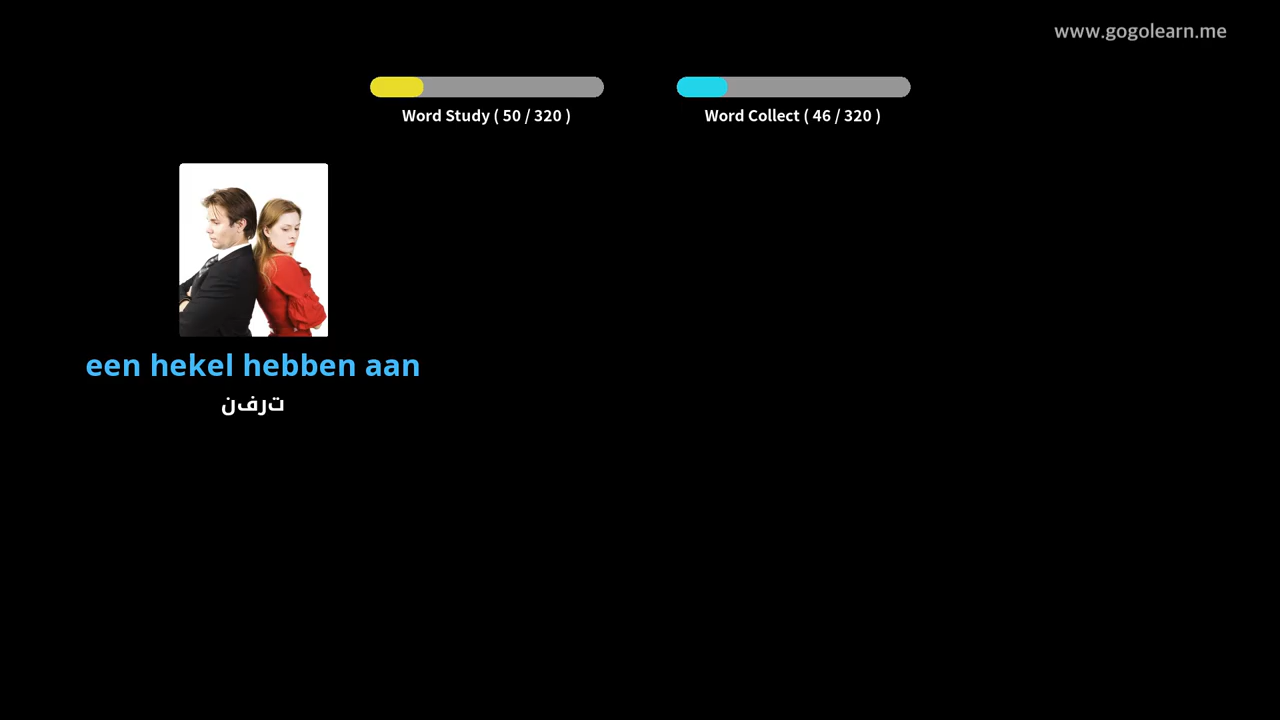 www.gogolearn.me
Word Study ( 50 / 320 )
Word Collect ( 46 / 320 )
een hekel hebben aan
ترفن